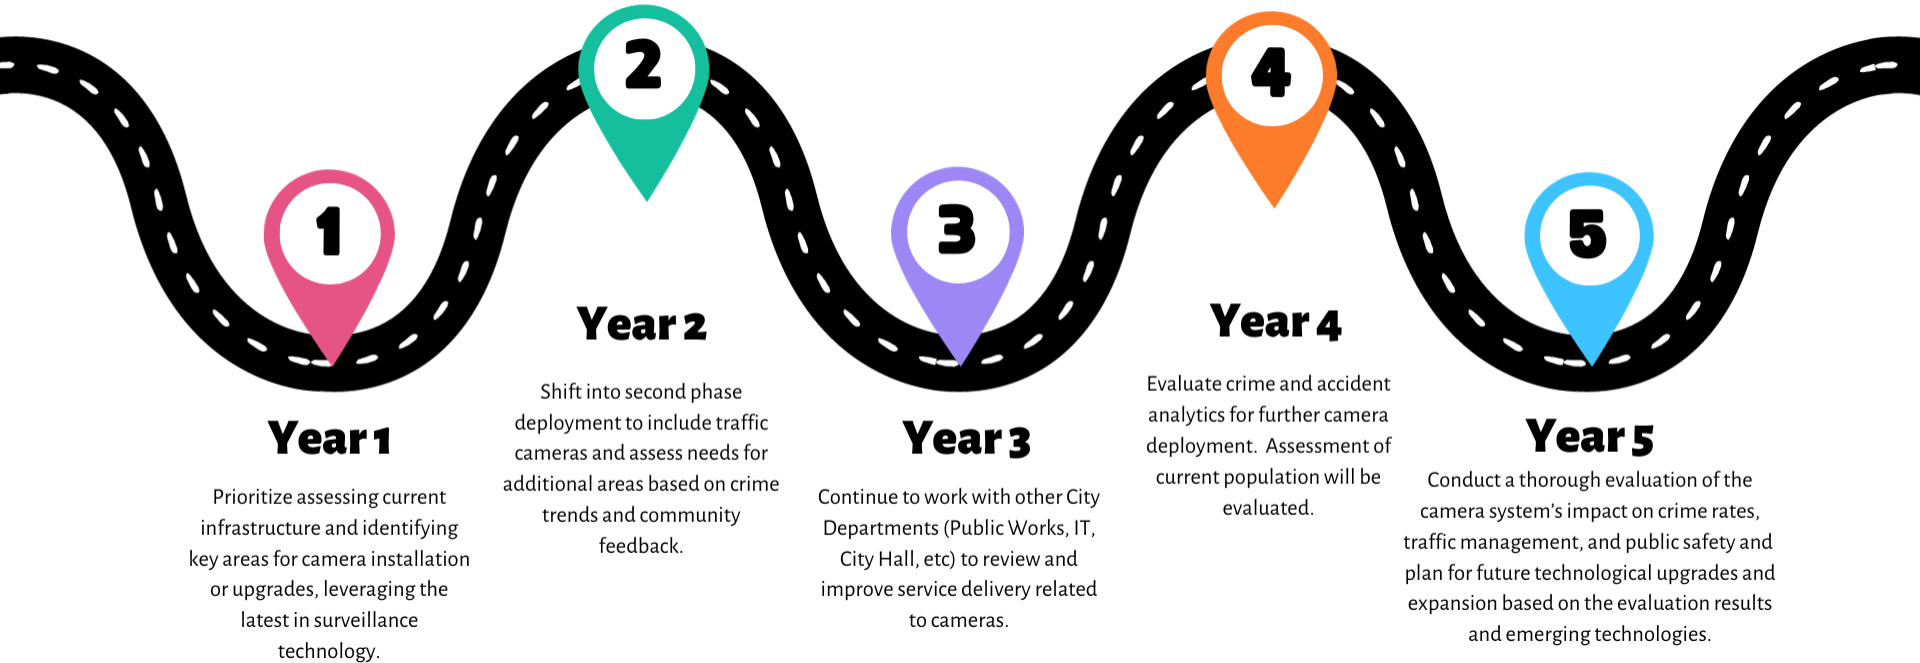 1
Year 1
Prioritize assessing current
infrastructure and identifying
key areas for camera installation
or upgrades, leveraging the
latest in surveillance
technology.
2
Year 2
Shift into second phase
deployment to include traffic
cameras and assess needs for
additional areas based on crime
trends and community
feedback.
3
Year 3
Continue to work with other City
Departments (Public Works, IT,
City Hall, etc) to review and
improve service delivery related
to cameras.
4
Year 4
Evaluate crime and accident
analytics for further camera
deployment.  Assessment of
current population will be
evaluated.
5
Year 5
Conduct a thorough evaluation of the
camera system's impact on crime rates,
traffic management, and public safety and
plan for future technological upgrades and
expansion based on the evaluation results
and emerging technologies.